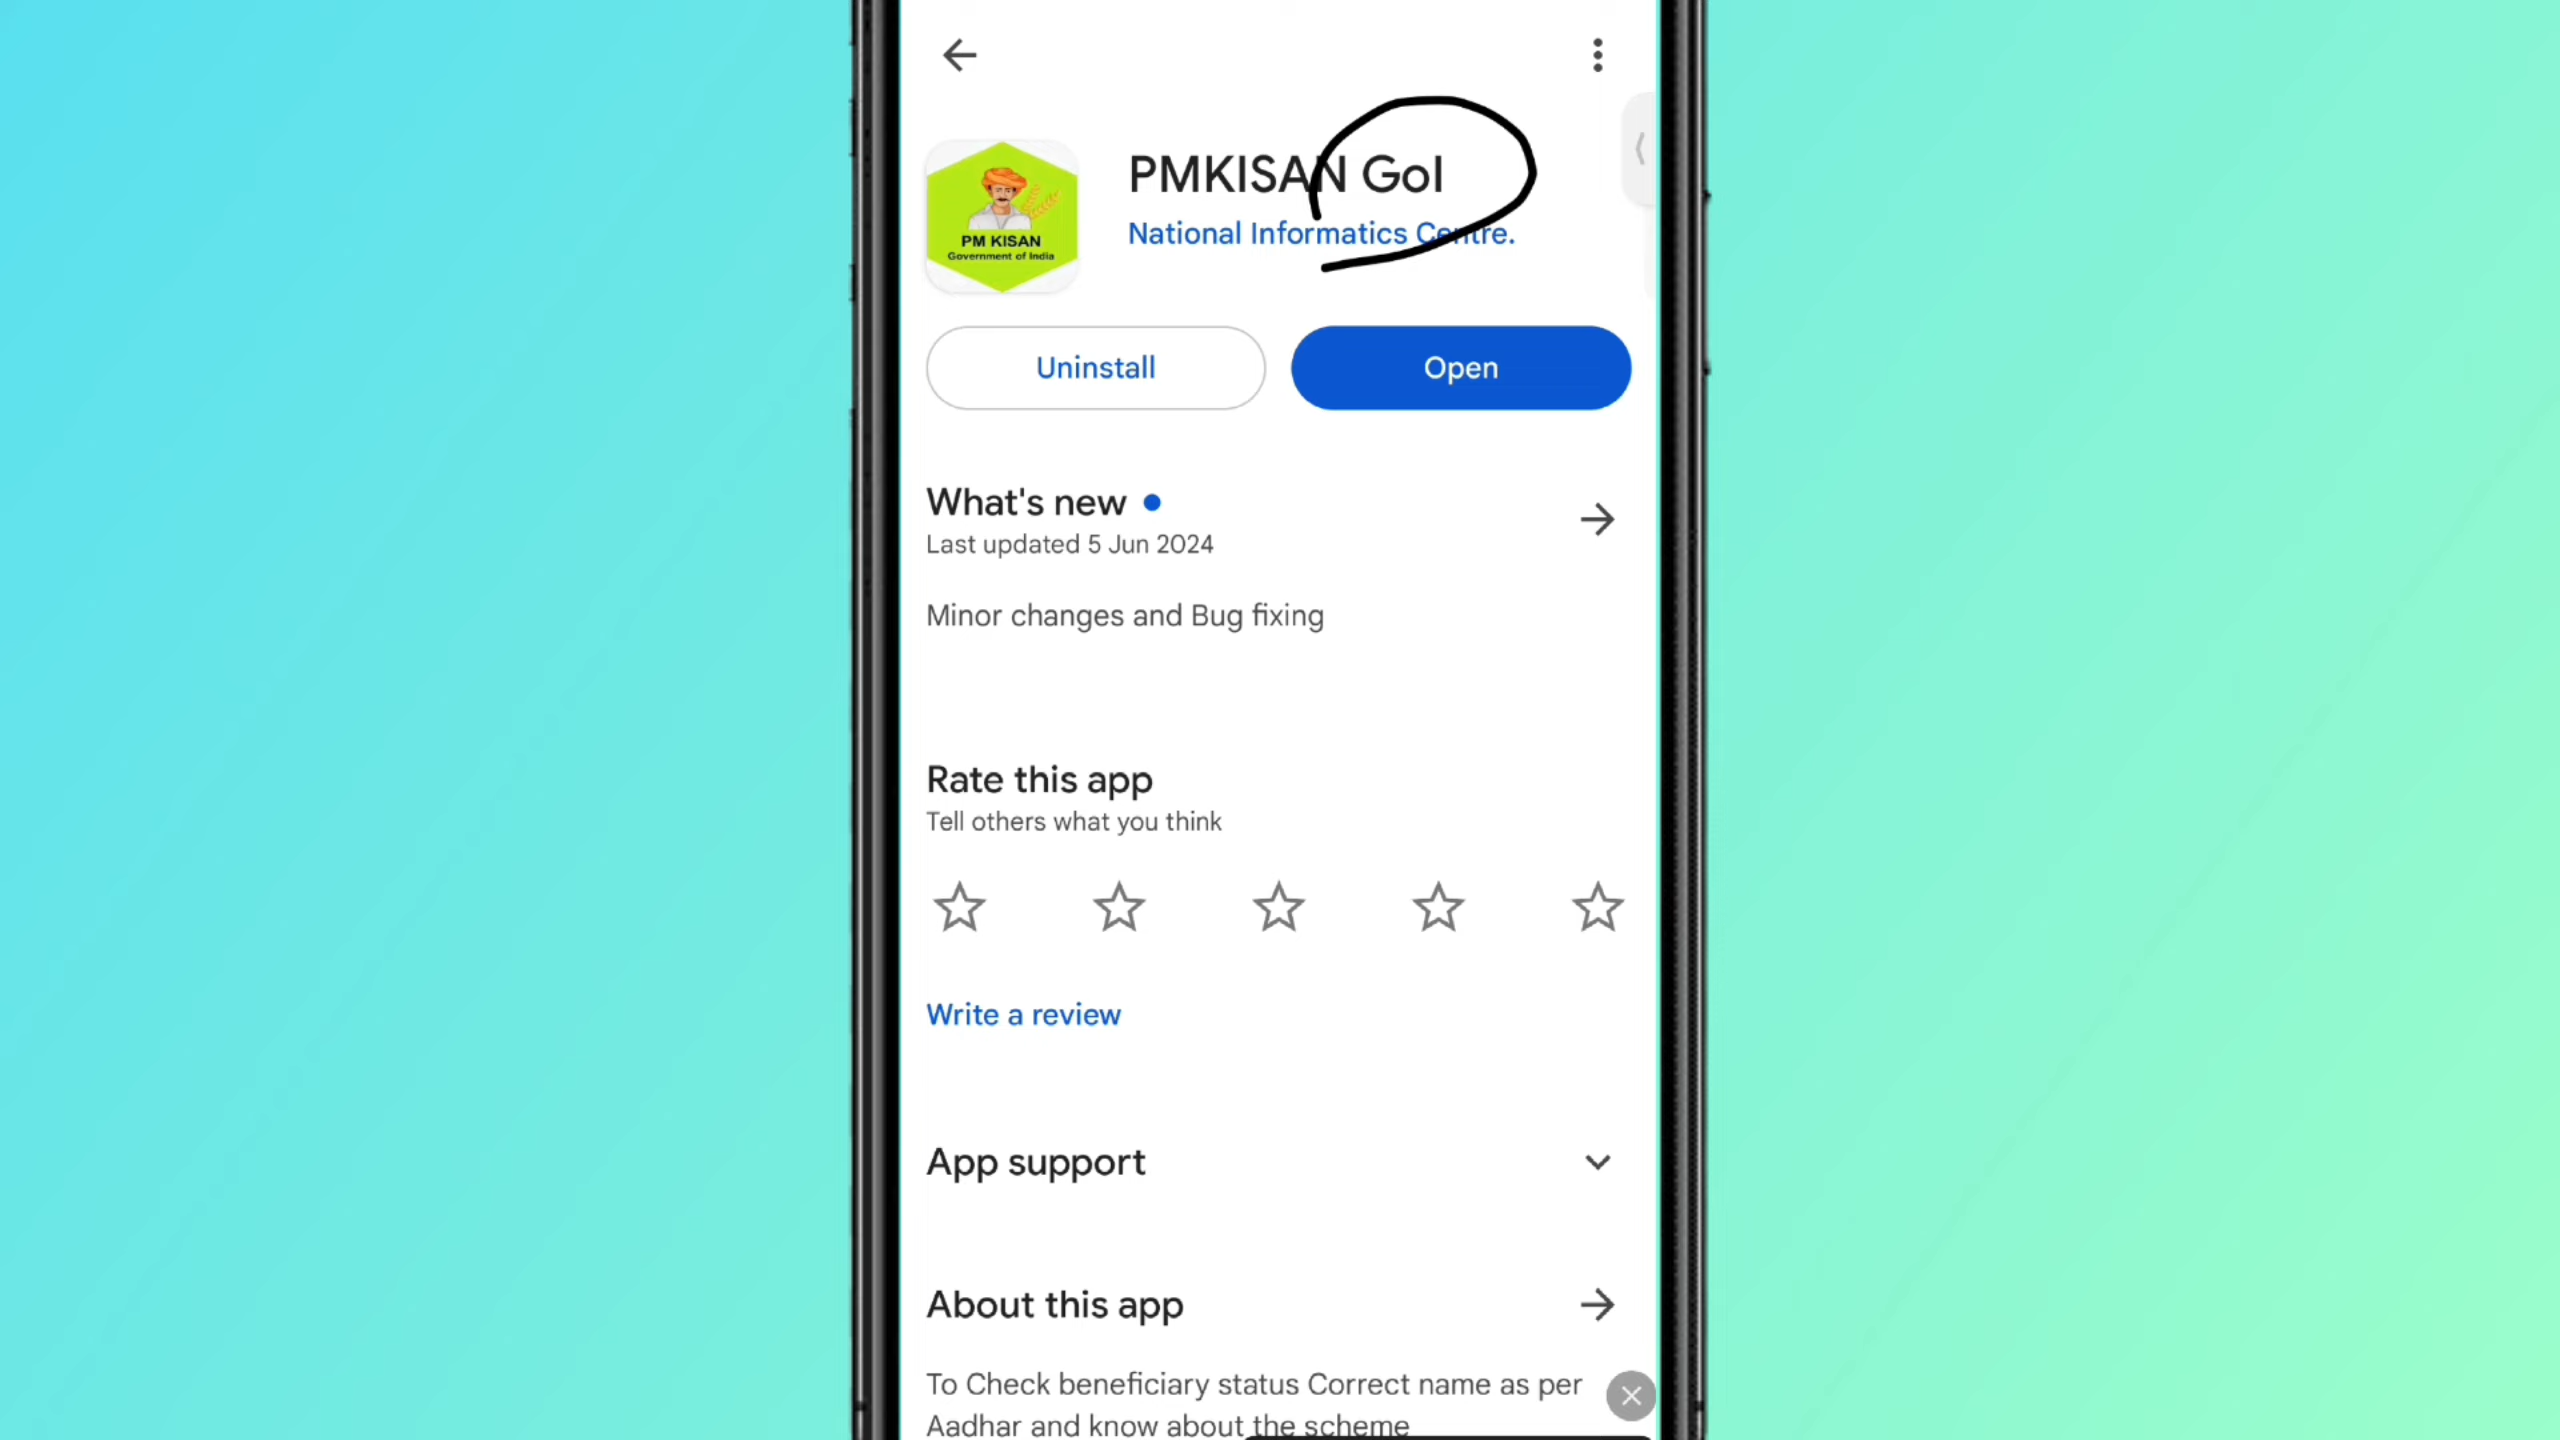 PMKISAN GoI
National Informatics Centre.
PM KISAN
Government of India
Uninstall
Open
What's new
Last updated 5 Jun 2024
Minor changes and Bug fixing
Rate this app
Tell others what you think
Write a review
App support
About this app
To Check beneficiary status Correct name as per
Aadhar and know about the scheme